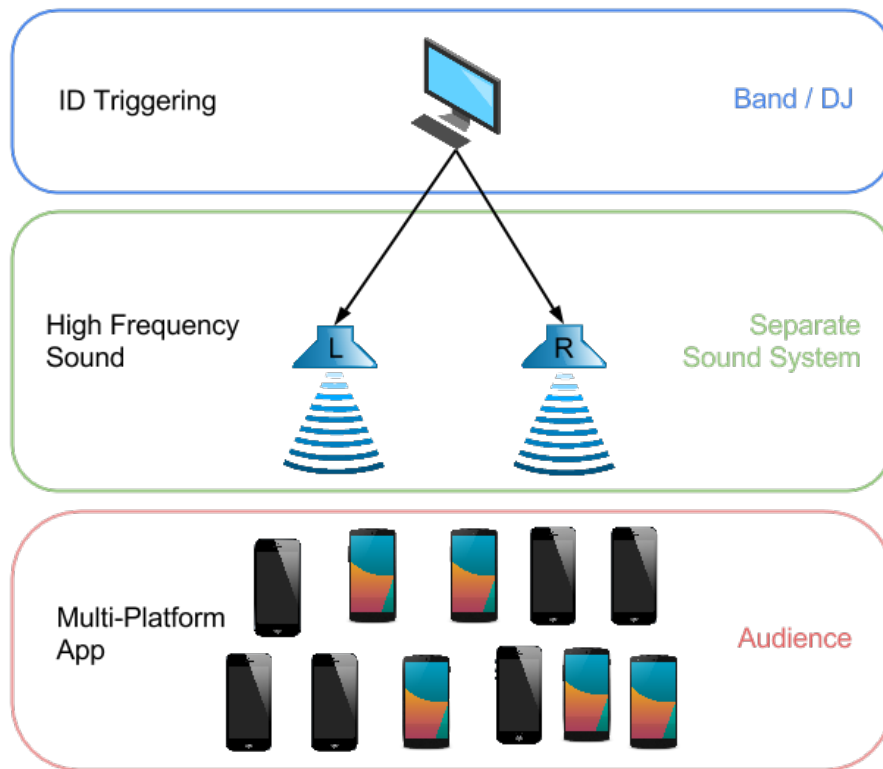 ID Triggering
Band / DJ
L
R
High Frequency
Sound
Separate
Sound System
Multi-Platform
App
Audience